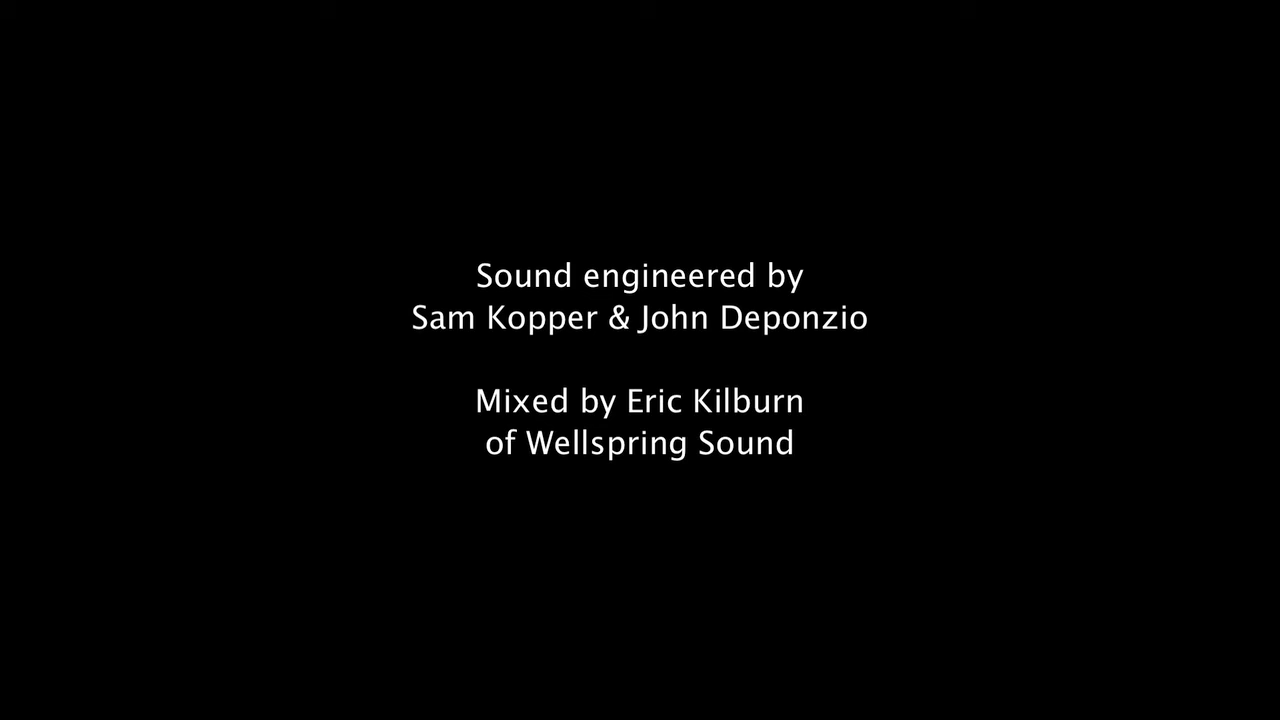 Sound engineered by
Sam Kopper & John Deponzio
Mixed by Eric Kilburn
of Wellspring Sound